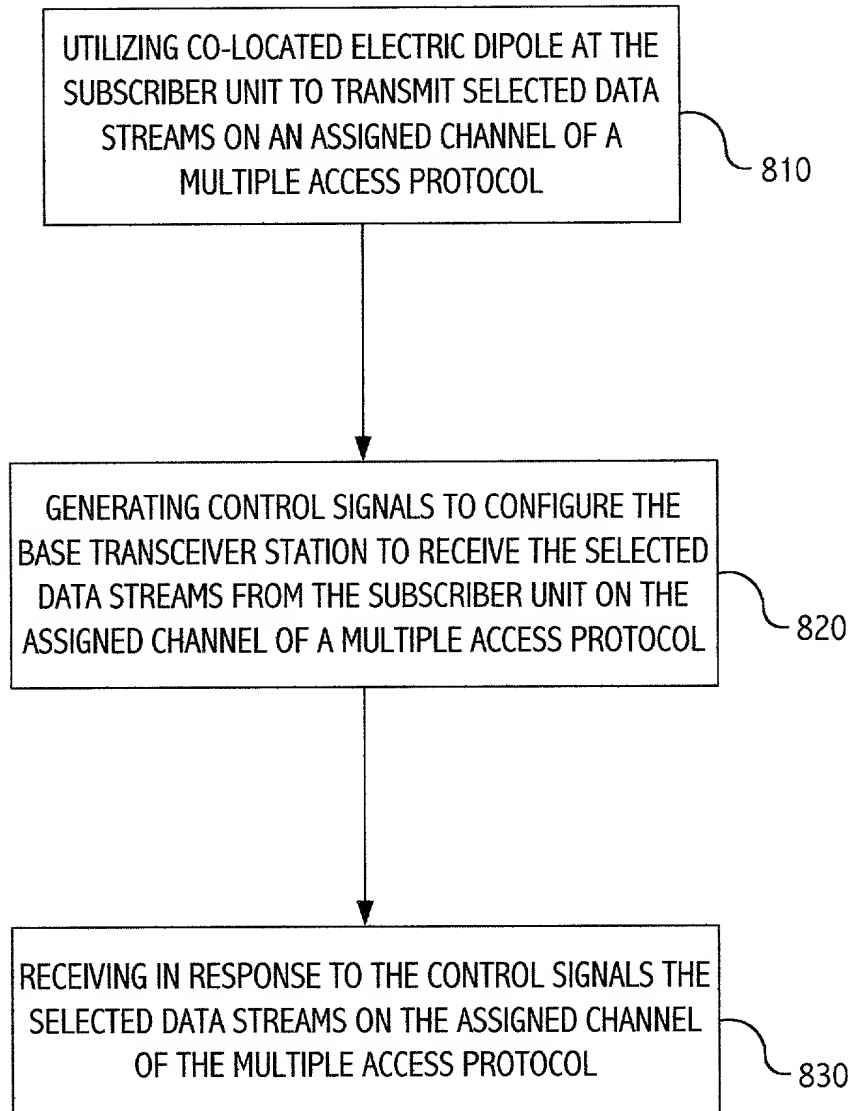 UTILIZING CO-LOCATED ELECTRIC DIPOLE AT THE
SUBSCRIBER UNIT TO TRANSMIT SELECTED DATA
STREAMS ON AN ASSIGNED CHANNEL OF A
MULTIPLE ACCESS PROTOCOL
810
GENERATING CONTROL SIGNALS TO CONFIGURE THE
BASE TRANSCEIVER STATION TO RECEIVE THE SELECTED
DATA STREAMS FROM THE SUBSCRIBER UNIT ON THE
ASSIGNED CHANNEL OF A MULTIPLE ACCESS PROTOCOL
820
RECEIVING IN RESPONSE TO THE CONTROL SIGNALS THE
SELECTED DATA STREAMS ON THE ASSIGNED CHANNEL
OF THE MULTIPLE ACCESS PROTOCOL
830